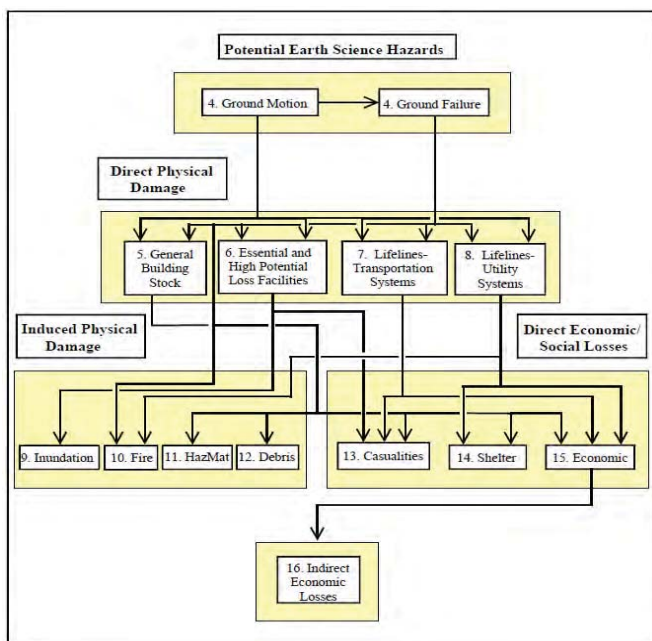 Potential Earth Science Hazards
4. Ground Motion
4. Ground Failure
Direct Physical
Damage
5. General
Building
Stock
6. Essential and
High Potential
Loss Facilities
7. Lifelines-
Transportation
Systems
8. Lifelines-
Utility
Systems
Induced Physical
Damage
Direct Economic/
Social Losses
9. Inundation
10. Fire
11. HazMat
12. Debris
13. Casualities
14. Shelter
15. Economic
16. Indirect
Economic
Losses